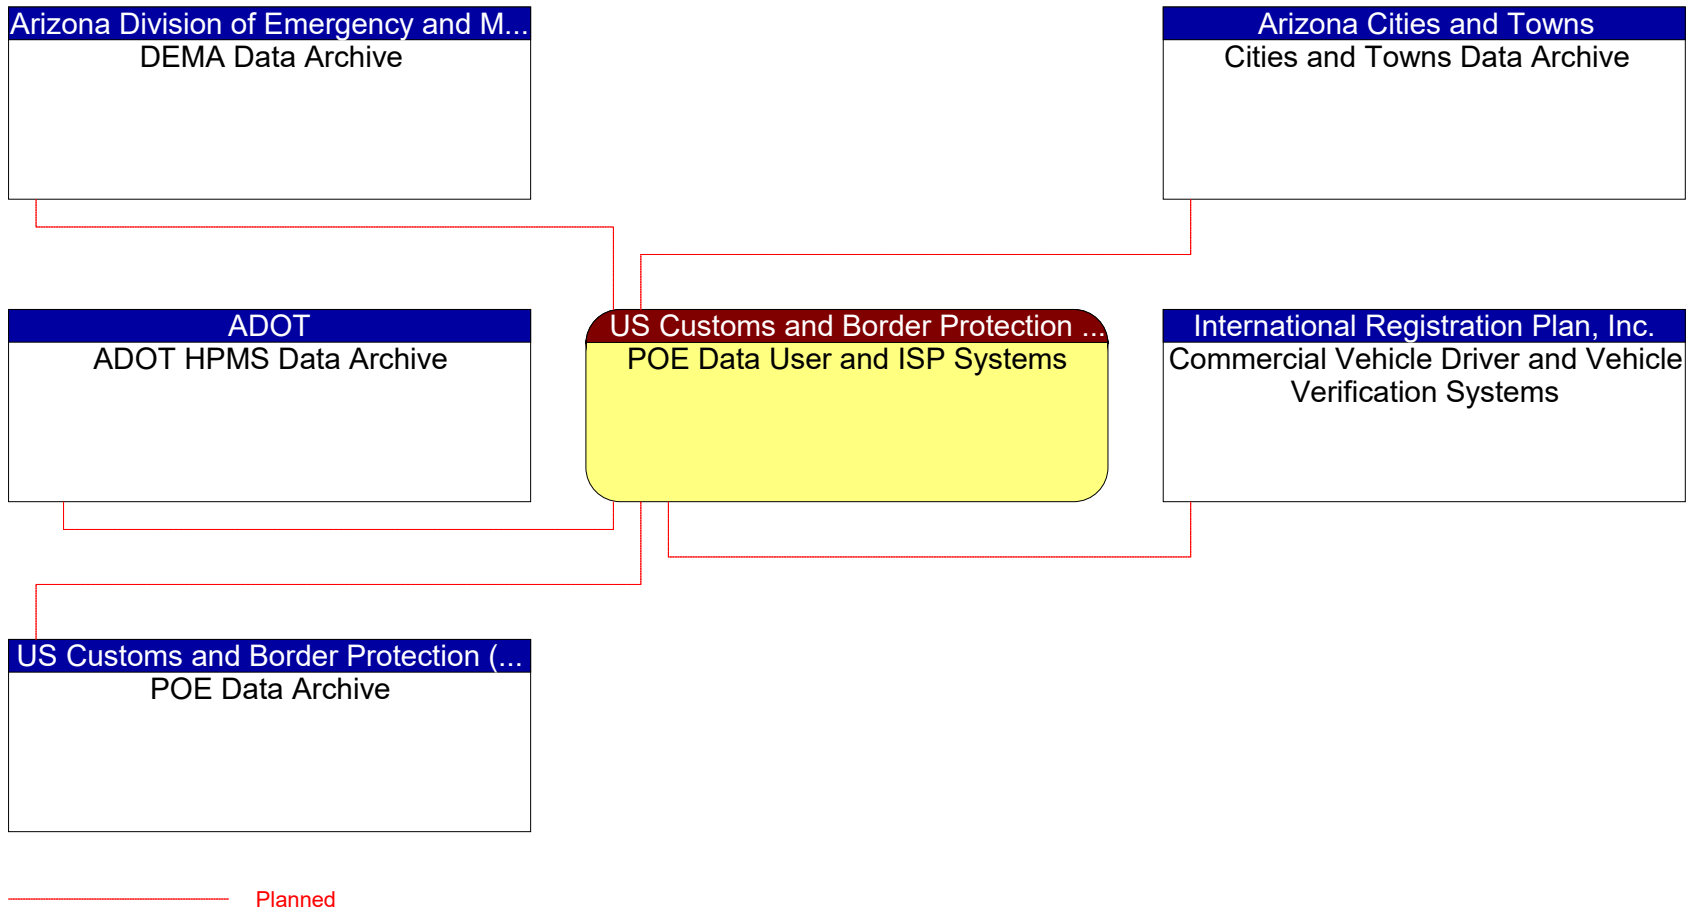 Arizona Division of Emergency and M...
DEMA Data Archive
Arizona Cities and Towns
Cities and Towns Data Archive
ADOT
ADOT HPMS Data Archive
US Customs and Border Protection ...
POE Data User and ISP Systems
International Registration Plan, Inc.
Commercial Vehicle Driver and Vehicle
Verification Systems
US Customs and Border Protection (...
POE Data Archive
Planned